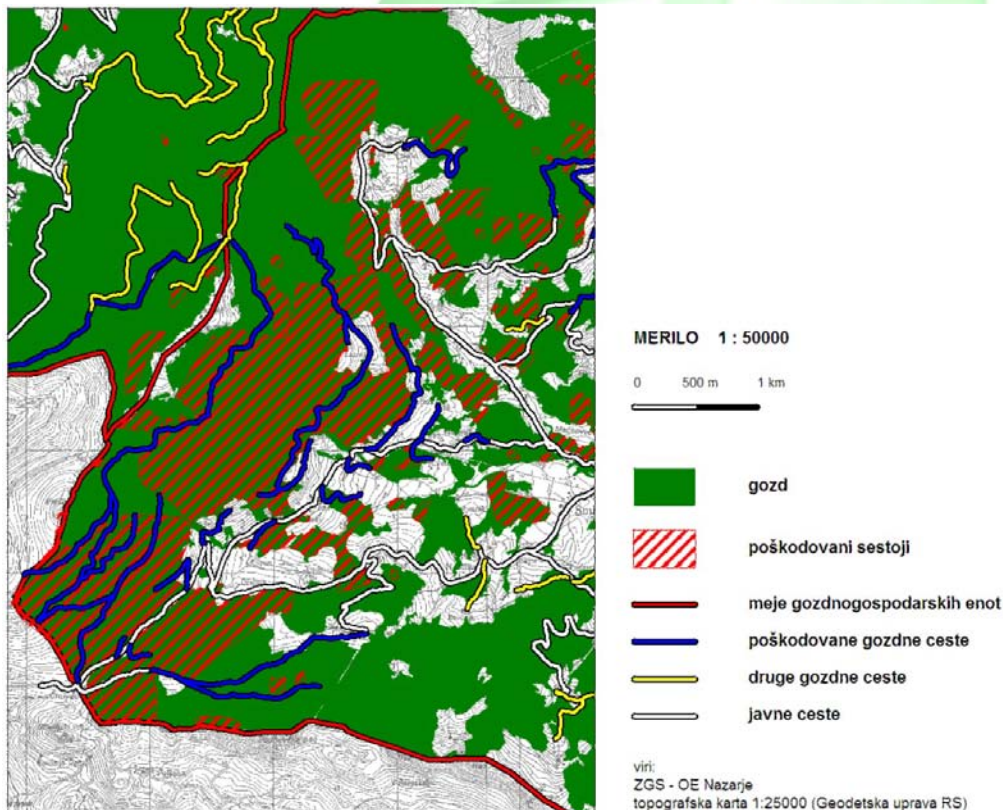 MERILO 1 : 50000
0 500 m 1 km
gozd
poškodovani sestoji
meje gozdnogospodarskih enot
poškodovane gozdne ceste
druge gozdne ceste
javne ceste
viri:
ZGS - OE Nazarje
topografska karta 1:25000 (Geodetska uprava RS)